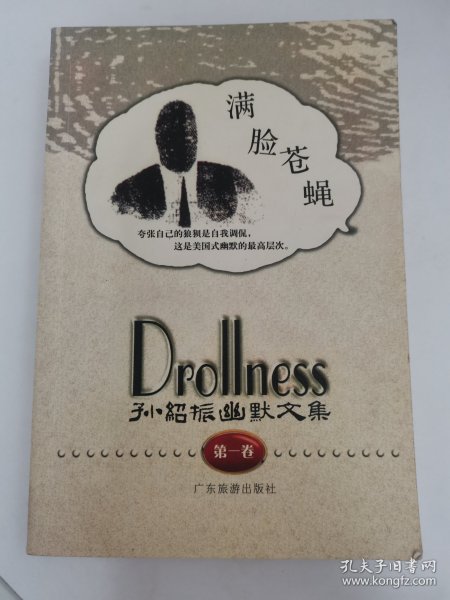 满脸苍蝇
夸张自己的狼狈是自我调侃,
这是美国式幽默的最高层次。
Drollness
孙紹振幽默文集
第一卷
广东旅游出版社
孔夫子旧书网
www.kongfz.com